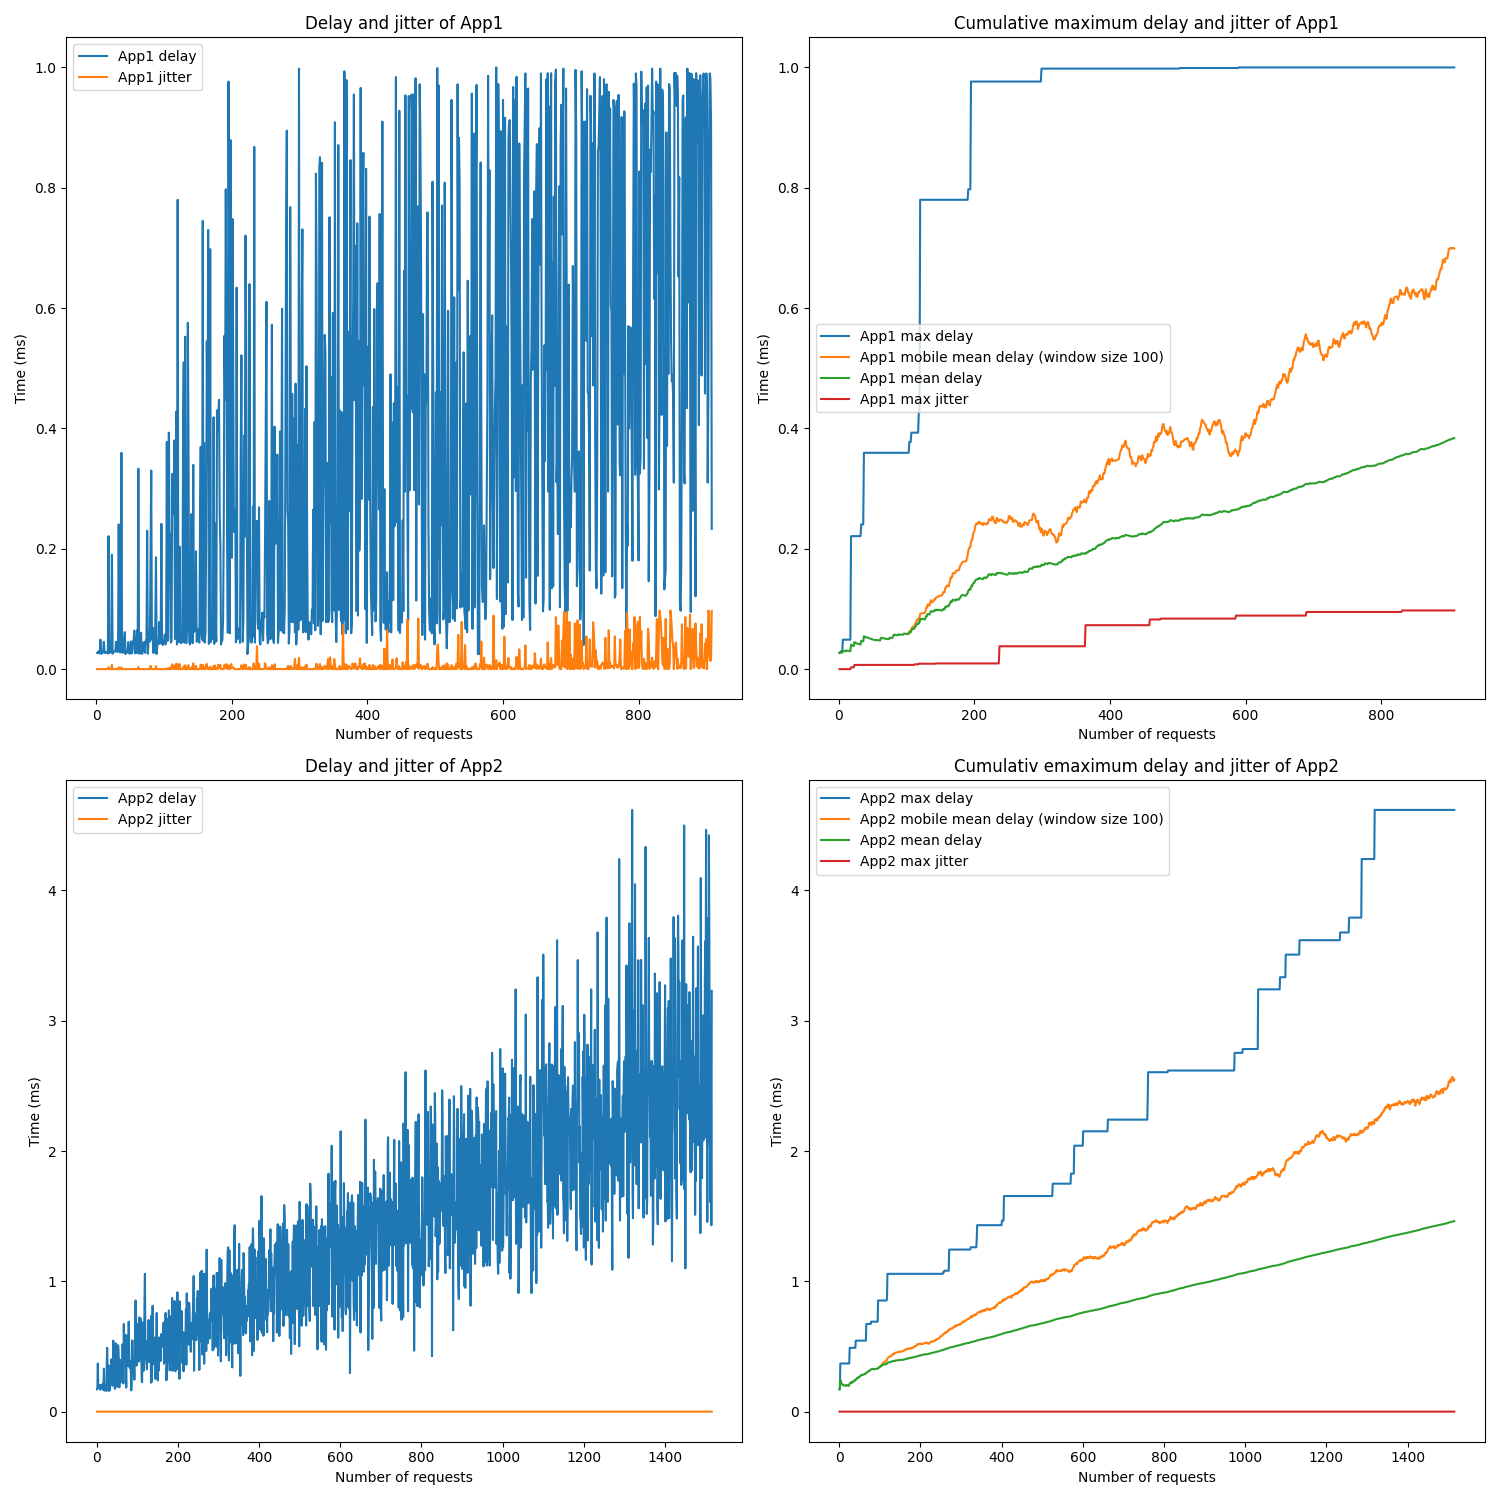 Delay and jitter of App1
App1 delay
App1 jitter
1.0
0.8
0.6
0.4
0.2
0.0
Time (ms)
0 200 400 600 800
Number of requests
Cumulative maximum delay and jitter of App1
1.0
0.8
0.6
0.4
0.2
0.0
Time (ms)
App1 max delay
App1 mobile mean delay (window size 100)
App1 mean delay
App1 max jitter
0 200 400 600 800
Number of requests
Delay and jitter of App2
App2 delay
App2 jitter
4
3
2
1
0
Time (ms)
0 200 400 600 800 1000 1200 1400
Number of requests
Cumulativ emaximum delay and jitter of App2
App2 max delay
App2 mobile mean delay (window size 100)
App2 mean delay
App2 max jitter
4
3
2
1
0
Time (ms)
0 200 400 600 800 1000 1200 1400
Number of requests